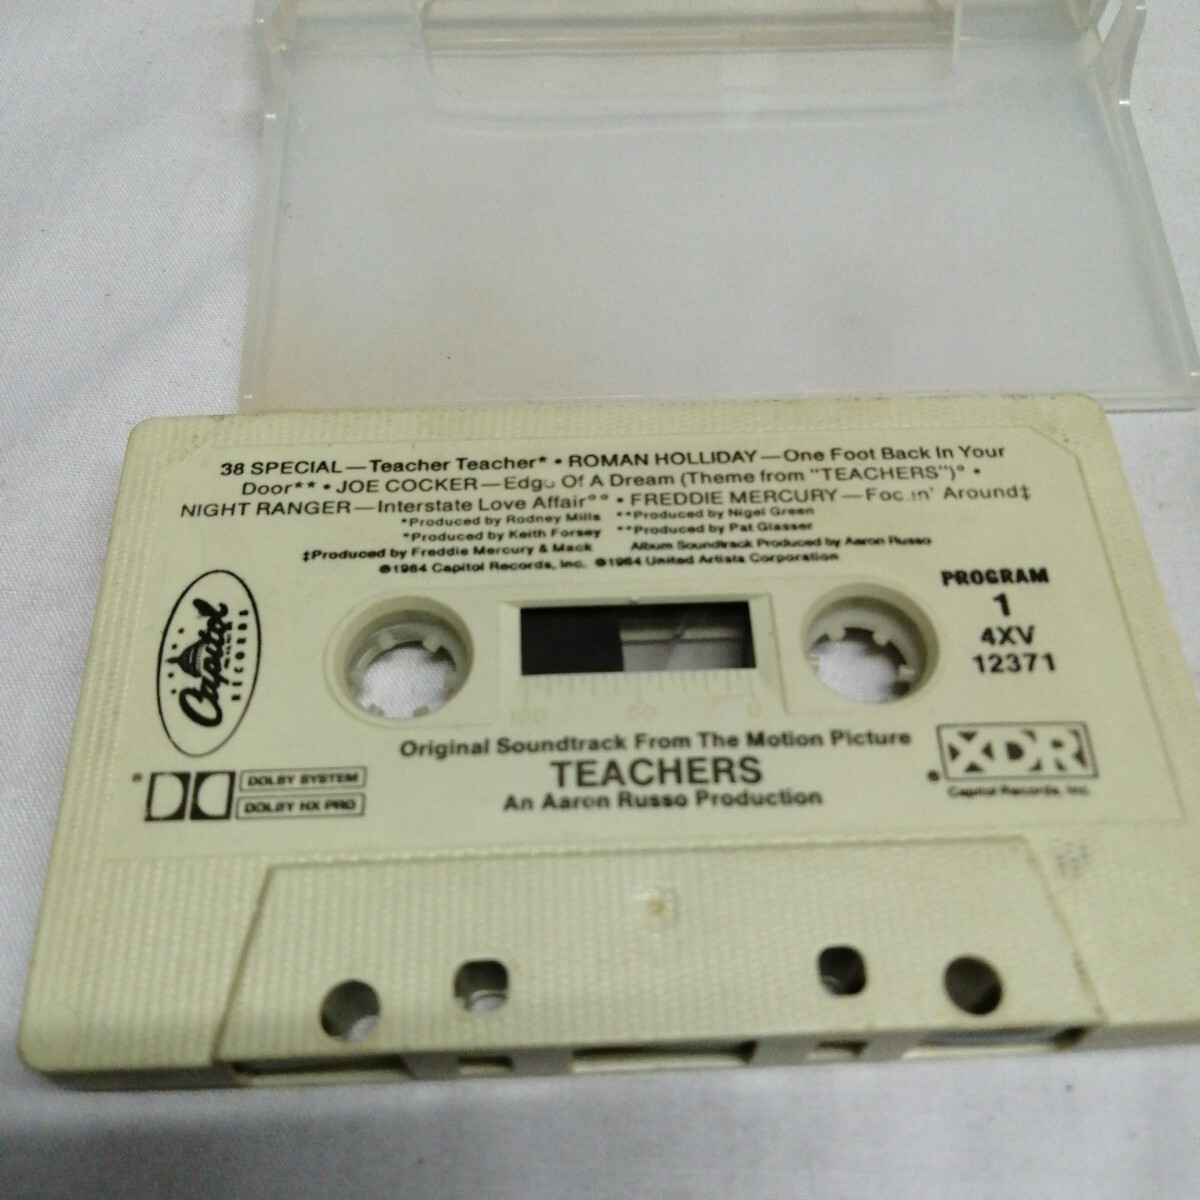 38 SPECIAL—Teacher Teacher* • ROMAN HOLLIDAY—One Foot Back In Your
Door** • JOE COCKER—Edge Of A Dream (Theme from "TEACHERS")° •
NIGHT RANGER—Interstate Love Affair°° • FREDDIE MERCURY—Around‡
*Produced by Rodney Mills **Produced by Nigel Green
°Produced by Keith Forsey °°Produced by Pat Glasser
‡Produced by Freddie Mercury & Mack Album Soundtrack Produced by Aaron Russo
℗1984 Capitol Records, Inc. ©1984 United Artists Corporation
PROGRAM
1
4XV
12371
Capitol
RECORDS
Original Soundtrack From The Motion Picture
TEACHERS
An Aaron Russo Production
DOLBY SYSTEM
DOLBY HX PRO
XDR
Capitol Records, Inc.
100 50 0